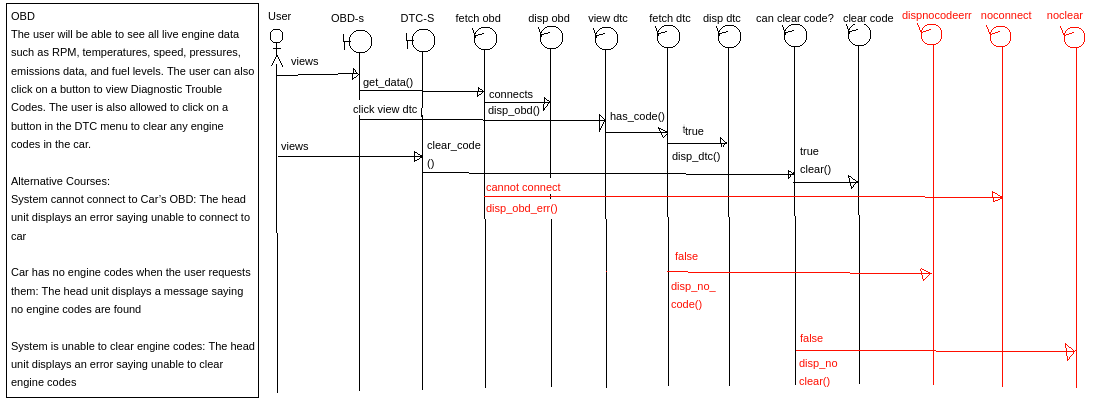 OBD
The user will be able to see all live engine data
such as RPM, temperatures, speed, pressures,
emissions data, and fuel levels. The user can also
click on a button to view Diagnostic Trouble
Codes. The user is also allowed to click on a
button in the DTC menu to clear any engine
codes in the car.
Alternative Courses:
System cannot connect to Car's OBD: The head
unit displays an error saying unable to connect to
car
Car has no engine codes when the user requests
them: The head unit displays a message saying
no engine codes are found
System is unable to clear engine codes: The head
unit displays an error saying unable to clear
engine codes
User
OBD-s
DTC-S
fetch obd
disp obd
view dtc
fetch dtc
disp dtc
can clear code?
clear code
dispnocodeerr
noconnect
noclear
views
get_data()
connects
disp_obd()
click view dtc
has_code()
true
disp_dtc()
views
clear_code
()
true
clear()
cannot connect
disp_obd_err()
false
disp_no_
code()
false
disp_no
clear()